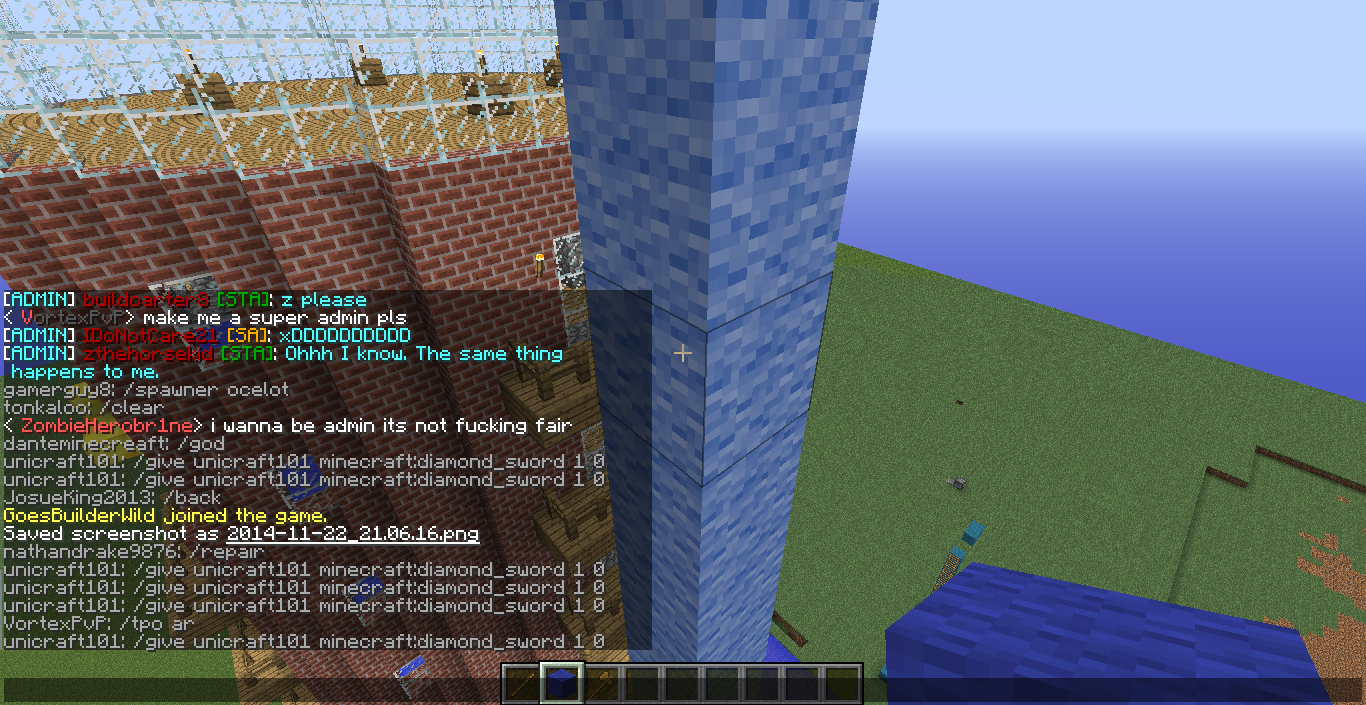 [ADMIN] buildcarter8 [STA]: z please
< VortexPvP> make me a super admin pls
[ADMIN] IDoNotCare21 [SA]: xDDDDDDDDDD
[ADMIN] zthehorsekid [STA]: Ohhh I know. The same thing
happens to me.
gamerguy8: /spawner ocelot
tonkaloo: /clear
< ZombieHerobr1ne> i wanna be admin its not fucking fair
danteminecreaft: /god
unicraft101: /give unicraft101 minecraft:diamond_sword 1 0
unicraft101: /give unicraft101 minecraft:diamond_sword 1 0
JosueKing2013: /back
GoesBuilderWild joined the game.
Saved screenshot as 2014-11-22_21.06.16.png
nathandrake9876: /repair
unicraft101: /give unicraft101 minecraft:diamond_sword 1 0
unicraft101: /give unicraft101 minecraft:diamond_sword 1 0
unicraft101: /give unicraft101 minecraft:diamond_sword 1 0
VortexPvP: /tpo ar
unicraft101: /give unicraft101 minecraft:diamond_sword 1 0